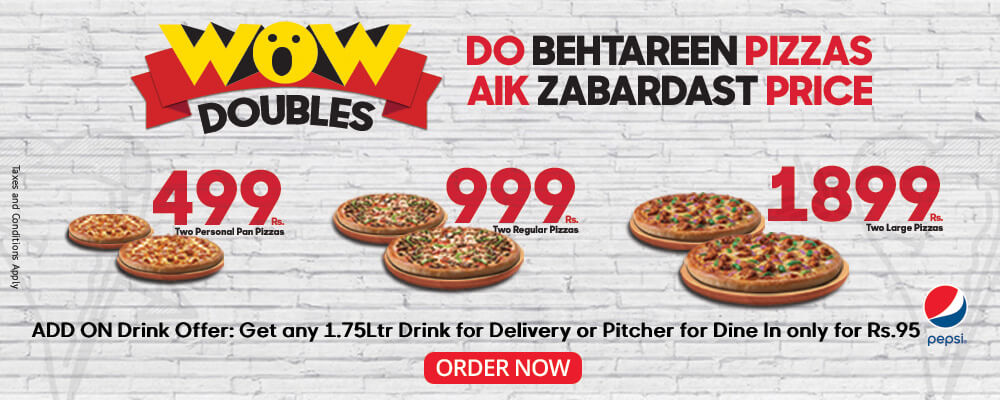 WOW
DOUBLES
DO BEHTAREEN PIZZAS
AIK ZABARDAST PRICE
499 Rs.
Two Personal Pan Pizzas
999 Rs.
Two Regular Pizzas
1899 Rs.
Two Large Pizzas
Taxes and Conditions Apply
ADD ON Drink Offer: Get any 1.75Ltr Drink for Delivery or Pitcher for Dine In only for Rs.95
pepsi
ORDER NOW